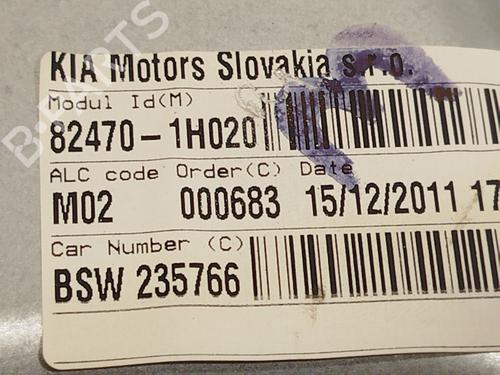 KIA Motors Slovakia s.r.o.
Modul Id(M)
82470-1H020
ALC code Order(C) Date
M02 000683 15/12/2011 17
Car Number (C)
BSW 235766
B-PARTS